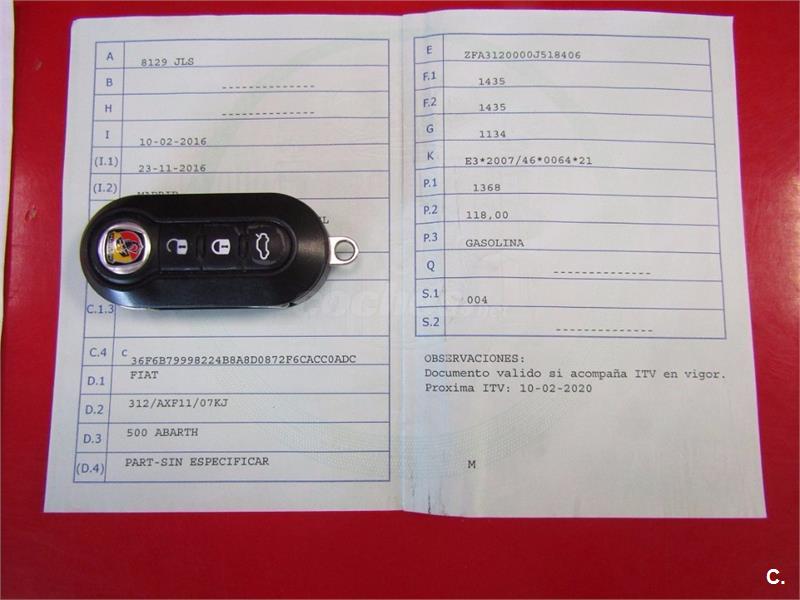 A 8129 JLS
B --------------
H --------------
I 10-02-2016
(I.1) 23-11-2016
(I.2) MADRID
C.1.3
C.4 C 36F6B79998224B8A8D0872F6CACC0ADC
D.1 FIAT
D.2 312/AXF11/07KJ
D.3 500 ABARTH
(D.4) PART-SIN ESPECIFICAR
E ZFA3120000J518406
F.1 1435
F.2 1435
G 1134
K E3*2007/46*0064*21
P.1 1368
P.2 118,00
P.3 GASOLINA
Q --------------
S.1 004
S.2 --------------
OBSERVACIONES:
Documento valido si acompaña ITV en vigor.
Proxima ITV: 10-02-2020
M
C.